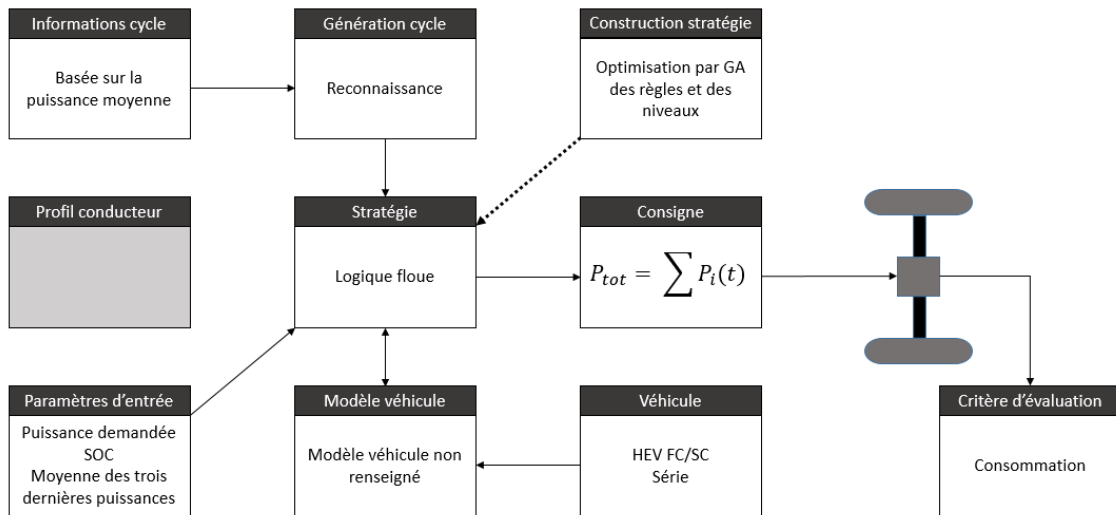 Informations cycle
Basée sur la
puissance moyenne
Génération cycle
Reconnaissance
Construction stratégie
Optimisation par GA
des règles et des
niveaux
Profil conducteur
Stratégie
Logique floue
Consigne
P_{tot} = ∑ P_i(t)
Paramètres d'entrée
Puissance demandée
SOC
Moyenne des trois
dernières puissances
Modèle véhicule
Modèle véhicule non
renseigné
Véhicule
HEV FC/SC
Série
Critère d'évaluation
Consommation